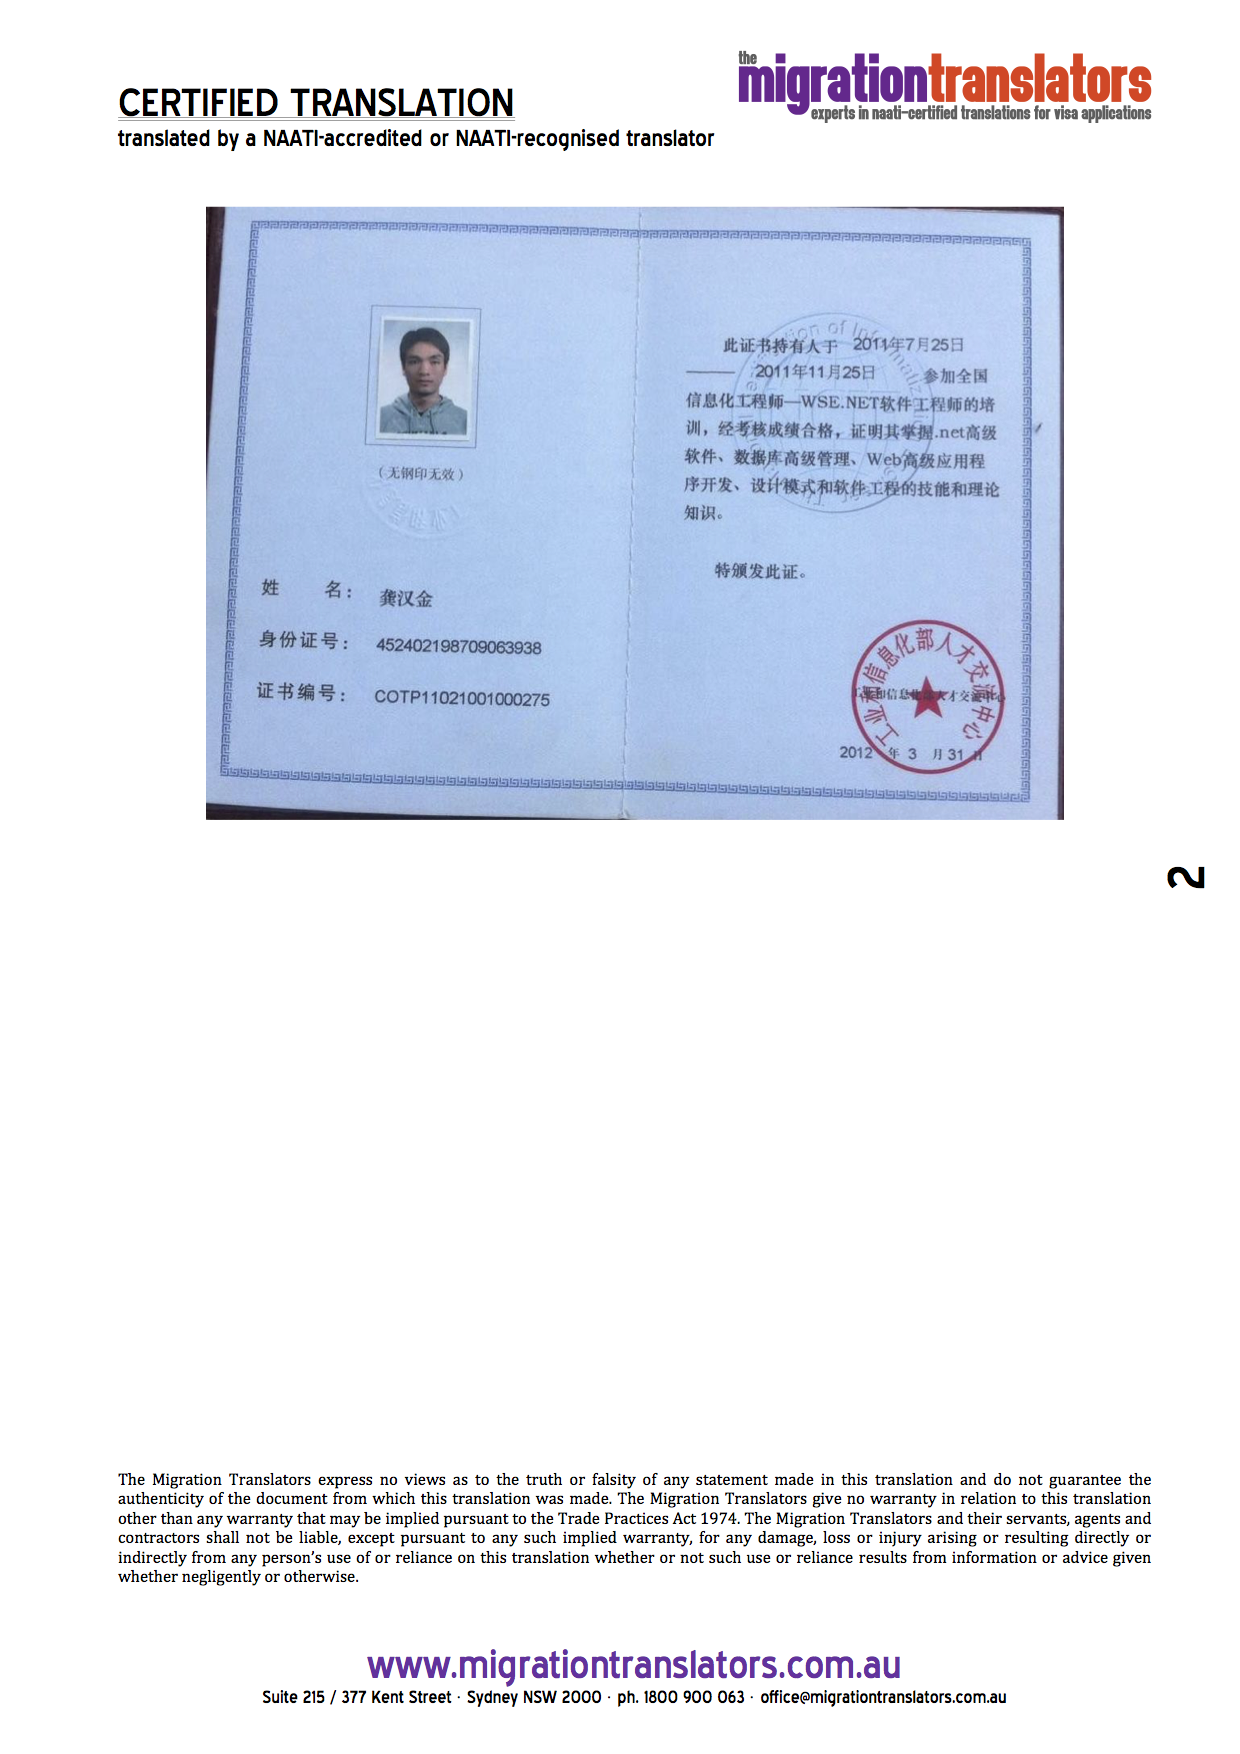 CERTIFIED TRANSLATION
translated by a NAATI-accredited or NAATI-recognised translator
the
migrationtranslators
experts in naati-certified translations for visa applications
(无钢印无效)
姓 名: 龚汉金
身份证号: 452402198709063938
证书编号: COTP11021001000275
此证书持有人于 2011年7月25日
—— 2011年11月25日 参加全国
信息化工程师—WSE.NET软件工程师的培
训,经考核成绩合格,证明其掌握.net高级
软件、数据库高级管理、Web高级应用程
序开发、设计模式和软件工程的技能和理论
知识。
特颁发此证。
工业和信息化部人才交流中心
工业和信息化部人才交流中心
2012 年 3 月 31 日
2
The Migration Translators express no views as to the truth or falsity of any statement made in this translation and do not guarantee the
authenticity of the document from which this translation was made. The Migration Translators give no warranty in relation to this translation
other than any warranty that may be implied pursuant to the Trade Practices Act 1974. The Migration Translators and their servants, agents and
contractors shall not be liable, except pursuant to any such implied warranty, for any damage, loss or injury arising or resulting directly or
indirectly from any person's use of or reliance on this translation whether or not such use or reliance results from information or advice given
whether negligently or otherwise.
www.migrationtranslators.com.au
Suite 215 / 377 Kent Street · Sydney NSW 2000 · ph. 1800 900 063 · office@migrationtranslators.com.au